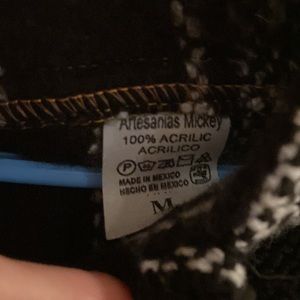 Artesanias Mickey
100% ACRILIC
ACRILICO
P
MADE IN MEXICO
HECHO EN MEXICO
M